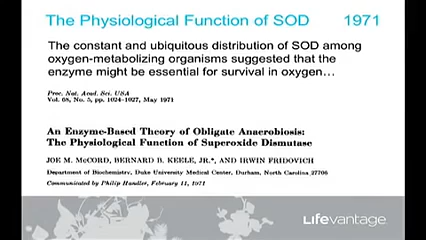 The Physiological Function of SOD 1971
The constant and ubiquitous distribution of SOD among
oxygen-metabolizing organisms suggested that the
enzyme might be essential for survival in oxygen…
Proc. Nat. Acad. Sci. USA
Vol. 68, No. 5, pp. 1024-1027, May 1971
An Enzyme-Based Theory of Obligate Anaerobiosis:
The Physiological Function of Superoxide Dismutase
JOE M. McCORD, BERNARD B. KEELE, JR.*, AND IRWIN FRIDOVICH
Department of Biochemistry, Duke University Medical Center, Durham, North Carolina 27706
Communicated by Philip Handler, February 11, 1971
Lifevantage